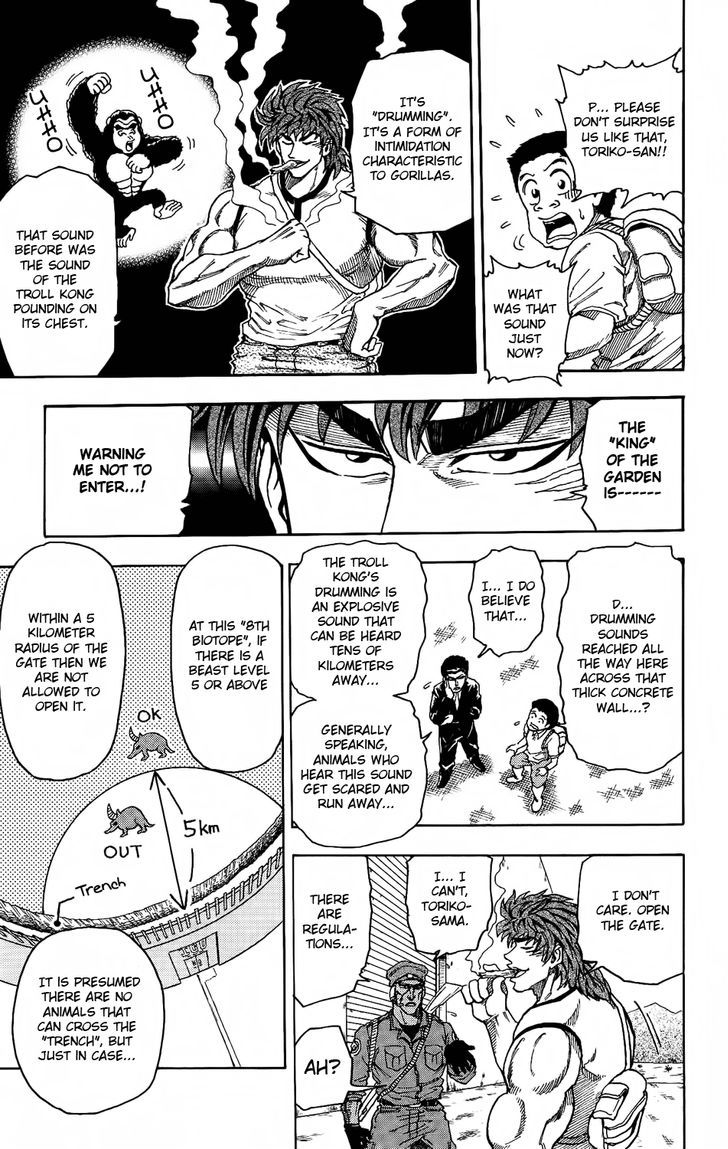 P... PLEASE
DON'T SURPRISE
US LIKE THAT,
TORIKO-SAN!!
WHAT
WAS THAT
SOUND
JUST
NOW?
IT'S
"DRUMMING".
IT'S A FORM OF
INTIMIDATION
CHARACTERISTIC
TO GORILLAS.
ウホホ
ウホホ
THAT SOUND
BEFORE WAS
THE SOUND
OF THE
TROLL KONG
POUNDING ON
ITS CHEST.
THE
"KING"
OF THE
GARDEN
IS------
WARNING
ME NOT TO
ENTER...!
D...
DRUMMING
SOUNDS
REACHED ALL
THE WAY HERE
ACROSS THAT
THICK CONCRETE
WALL...?
I... I DO
BELIEVE
THAT...
THE TROLL
KONG'S
DRUMMING IS
AN EXPLOSIVE
SOUND THAT
CAN BE HEARD
TENS OF
KILOMETERS
AWAY...
GENERALLY
SPEAKING,
ANIMALS WHO
HEAR THIS SOUND
GET SCARED AND
RUN AWAY...
I DON'T
CARE. OPEN
THE GATE.
I... I
CAN'T,
TORIKO-
SAMA.
THERE
ARE
REGULA-
TIONS...
AH?
AT THIS "8TH
BIOTOPE", IF
THERE IS A
BEAST LEVEL
5 OR ABOVE
WITHIN A 5
KILOMETER
RADIUS OF THE
GATE THEN WE
ARE NOT
ALLOWED TO
OPEN IT.
OK
5km
OUT
Trench
IGO
IT IS PRESUMED
THERE ARE NO
ANIMALS THAT
CAN CROSS THE
"TRENCH", BUT
JUST IN CASE...